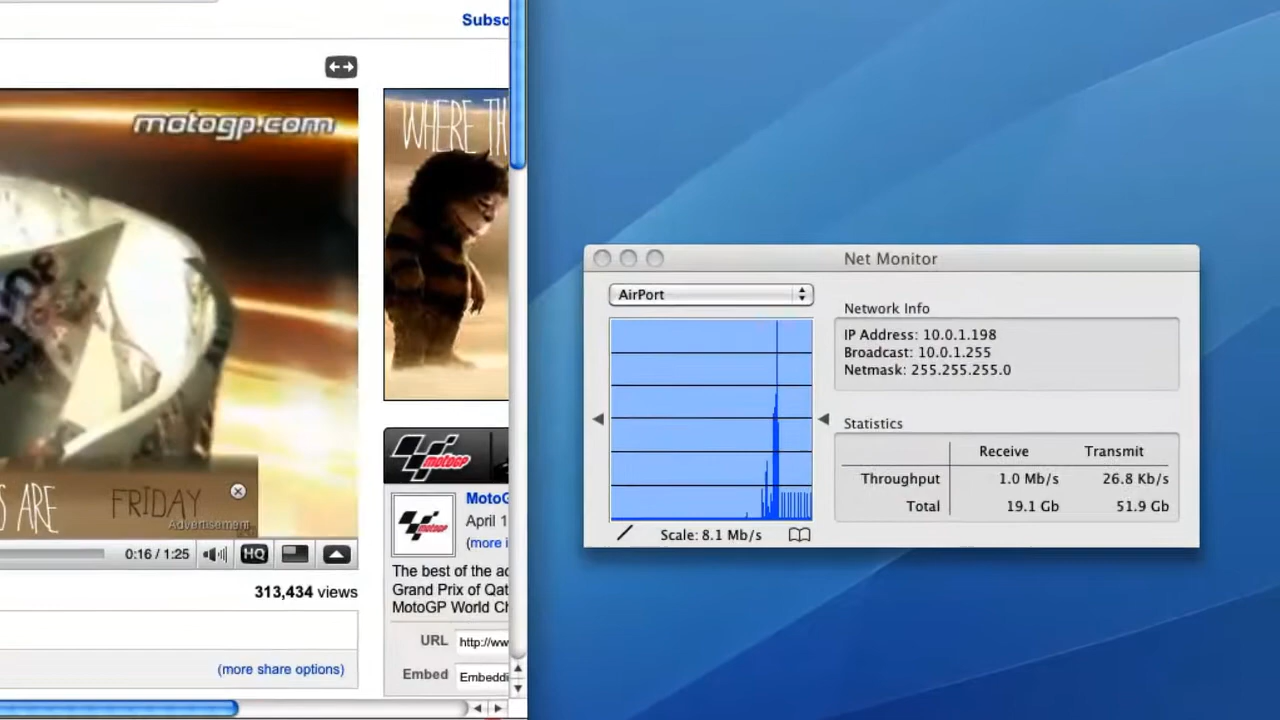 Subsc
motogp.com
WHERE TH
S ARE
FRIDAY
Advertisement
0:16 / 1:25
HQ
313,434 views
(more share options)
motogp
MotoG
April 1
(more i
The best of the ac
Grand Prix of Qat
MotoGP World Ch
URL http://ww
Embed Embeddi
Net Monitor
AirPort
Scale: 8.1 Mb/s
Network Info
IP Address: 10.0.1.198
Broadcast: 10.0.1.255
Netmask: 255.255.255.0
Statistics
Receive Transmit
Throughput 1.0 Mb/s 26.8 Kb/s
Total 19.1 Gb 51.9 Gb